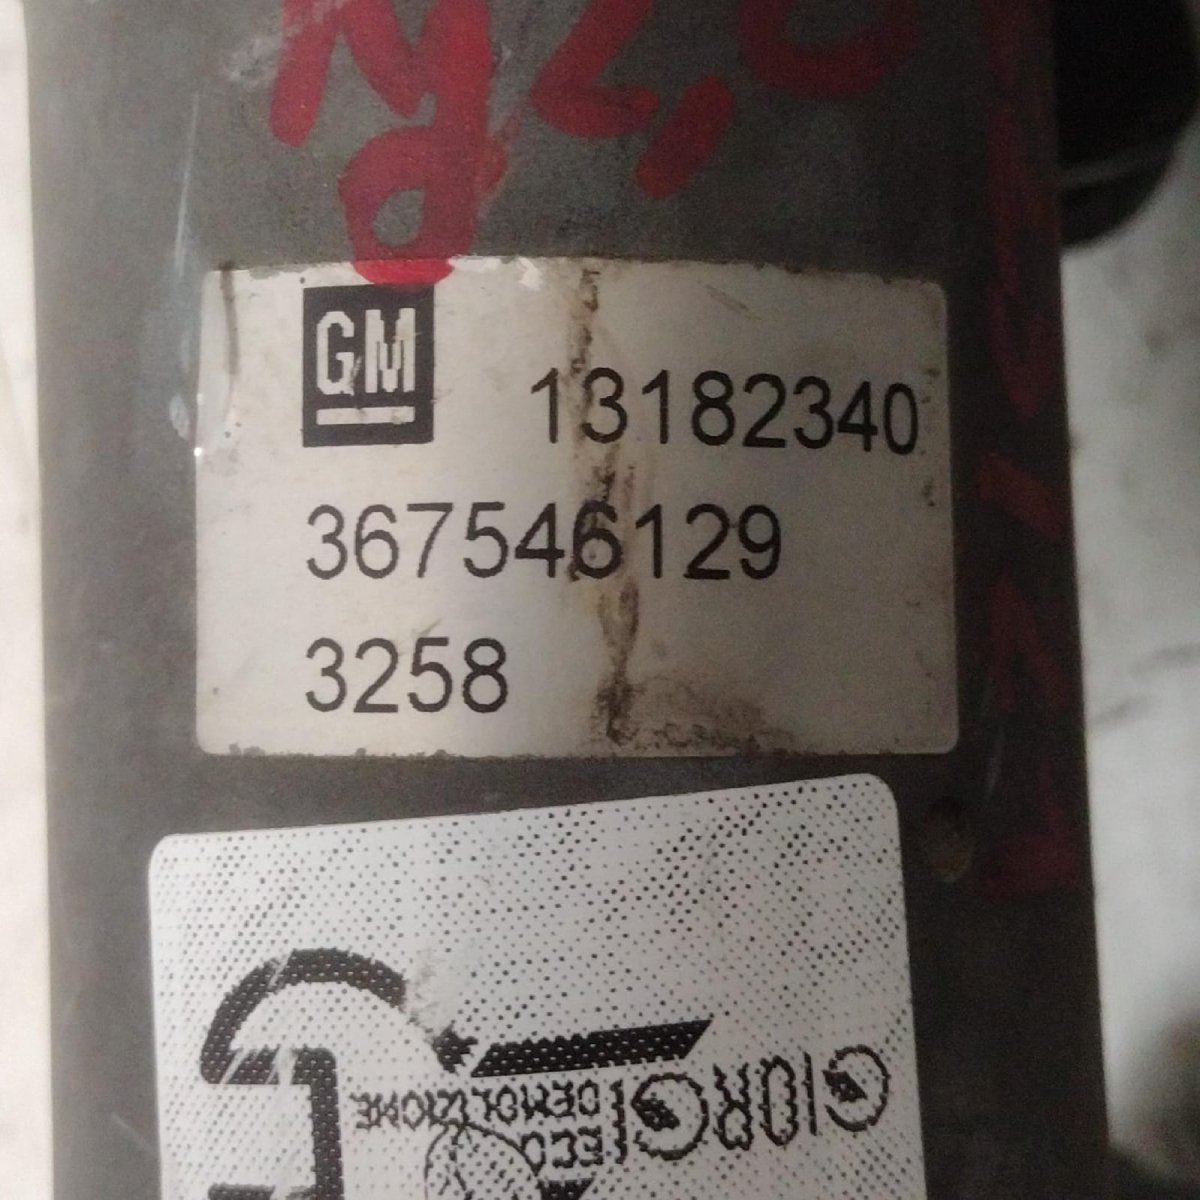 GM
13182340
367546129
3258
GIORGI
ECO
DEMOLIZIONE